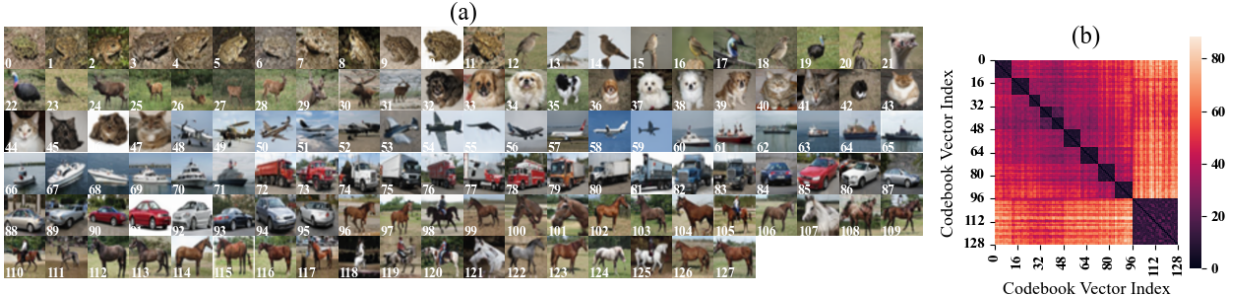 (a)
0 1 2 3 4 5 6 7 8 9 10 11 12 13 14 15 16 17 18 19 20 21
22 23 24 25 26 27 28 29 30 31 32 33 34 35 36 37 38 39 40 41 42 43
44 45 46 47 48 49 50 51 52 53 54 55 56 57 58 59 60 61 62 63 64 65
66 67 68 69 70 71 72 73 74 75 76 77 78 79 80 81 82 83 84 85 86 87
88 89 90 91 92 93 94 95 96 97 98 99 100 101 102 103 104 105 106 107 108 109
110 111 112 113 114 115 116 117 118 119 120 121 122 123 124 125 126 127
(b)
Codebook Vector Index
0
16
32
48
64
80
96
112
128
0 16 32 48 64 80 96 112 128
Codebook Vector Index
80
60
40
20
0